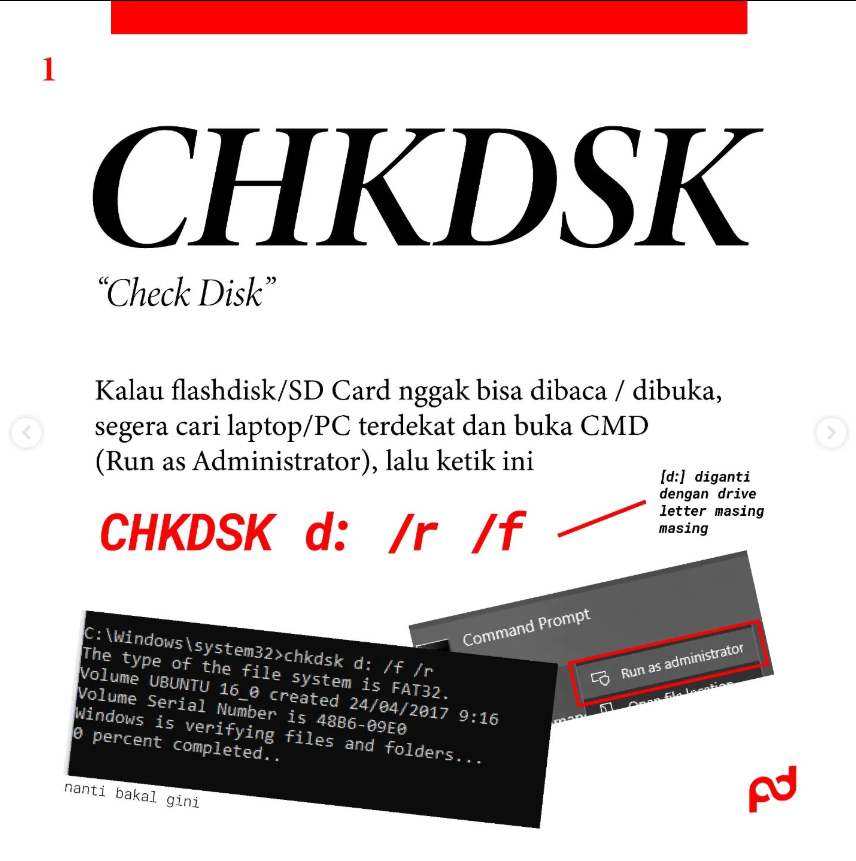 1
CHKDSK
“Check Disk”
Kalau flashdisk/SD Card nggak bisa dibaca / dibuka,
segera cari laptop/PC terdekat dan buka CMD
(Run as Administrator), lalu ketik ini
[d:] diganti
dengan drive
letter masing
masing
CHKDSK d: /r /f
Command Prompt
Run as administrator
Open file location
C:\Windows\system32>chkdsk d: /f /r
The type of the file system is FAT32.
Volume UBUNTU 16_0 created 24/04/2017 9:16
Volume Serial Number is 48B6-09E0
Windows is verifying files and folders...
0 percent completed..
nanti bakal gini